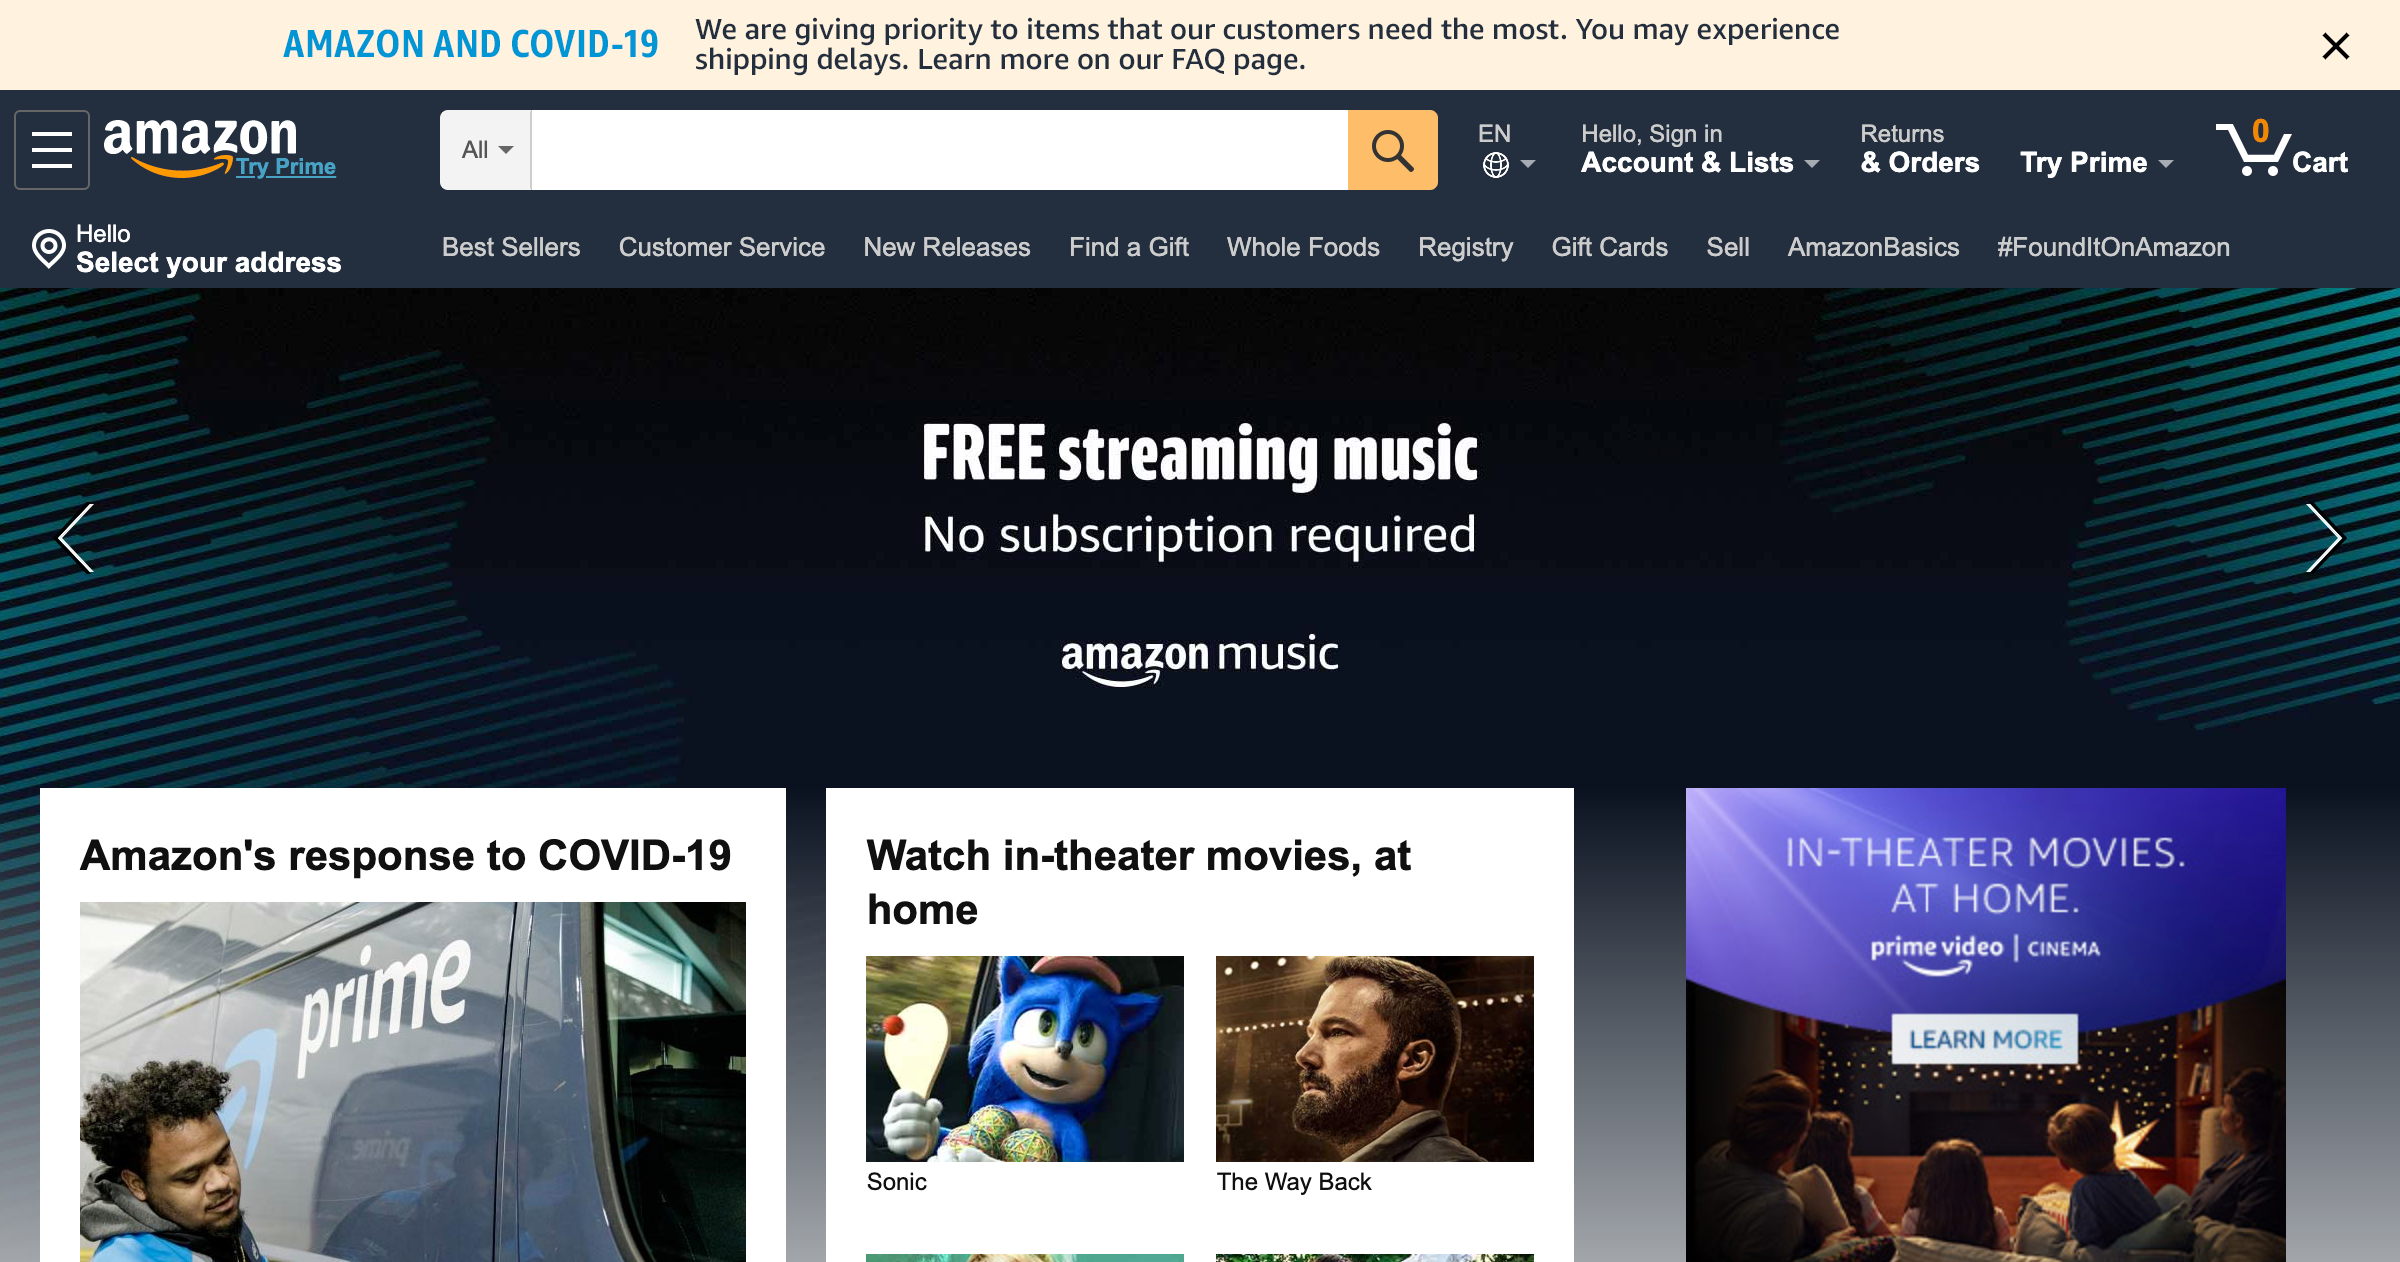 AMAZON AND COVID-19
We are giving priority to items that our customers need the most. You may experience
shipping delays. Learn more on our FAQ page.
amazon
Try Prime
All
EN
Hello, Sign in
Account & Lists
Returns
& Orders
Try Prime
0
Cart
Hello
Select your address
Best Sellers
Customer Service
New Releases
Find a Gift
Whole Foods
Registry
Gift Cards
Sell
AmazonBasics
#FoundItOnAmazon
FREE streaming music
No subscription required
amazon music
Amazon's response to COVID-19
prime
Watch in-theater movies, at
home
Sonic
The Way Back
IN-THEATER MOVIES.
AT HOME.
prime video | CINEMA
LEARN MORE